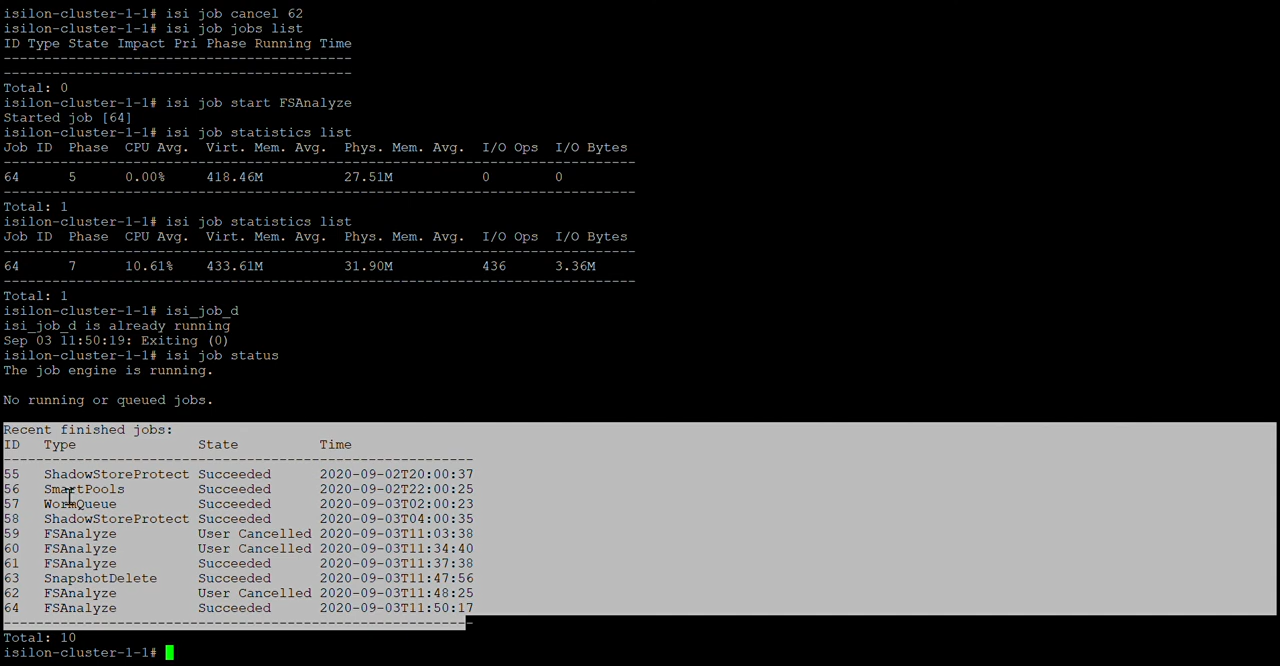 isilon-cluster-1-1# isi job cancel 62
isilon-cluster-1-1# isi job jobs list
ID Type State Impact Pri Phase Running Time
-------------------------------------------
-------------------------------------------
Total: 0
isilon-cluster-1-1# isi job start FSAnalyze
Started job [64]
isilon-cluster-1-1# isi job statistics list
Job ID  Phase  CPU Avg.  Virt. Mem. Avg.  Phys. Mem. Avg.  I/O Ops  I/O Bytes
------------------------------------------------------------------------------
64      5      0.00%     418.46M          27.51M           0        0
------------------------------------------------------------------------------
Total: 1
isilon-cluster-1-1# isi job statistics list
Job ID  Phase  CPU Avg.  Virt. Mem. Avg.  Phys. Mem. Avg.  I/O Ops  I/O Bytes
------------------------------------------------------------------------------
64      7      10.61%    433.61M          31.90M           436      3.36M
------------------------------------------------------------------------------
Total: 1
isilon-cluster-1-1# isi_job_d
isi_job_d is already running
Sep 03 11:50:19: Exiting (0)
isilon-cluster-1-1# isi job status
The job engine is running.
No running or queued jobs.
Recent finished jobs:
ID   Type               State          Time
----------------------------------------------------------
55   ShadowStoreProtect Succeeded      2020-09-02T20:00:37
56   SmartPools         Succeeded      2020-09-02T22:00:25
57   WormQueue          Succeeded      2020-09-03T02:00:23
58   ShadowStoreProtect Succeeded      2020-09-03T04:00:35
59   FSAnalyze          User Cancelled 2020-09-03T11:03:38
60   FSAnalyze          User Cancelled 2020-09-03T11:34:40
61   FSAnalyze          Succeeded      2020-09-03T11:37:38
63   SnapshotDelete     Succeeded      2020-09-03T11:47:56
62   FSAnalyze          User Cancelled 2020-09-03T11:48:25
64   FSAnalyze          Succeeded      2020-09-03T11:50:17
----------------------------------------------------------
Total: 10
isilon-cluster-1-1#